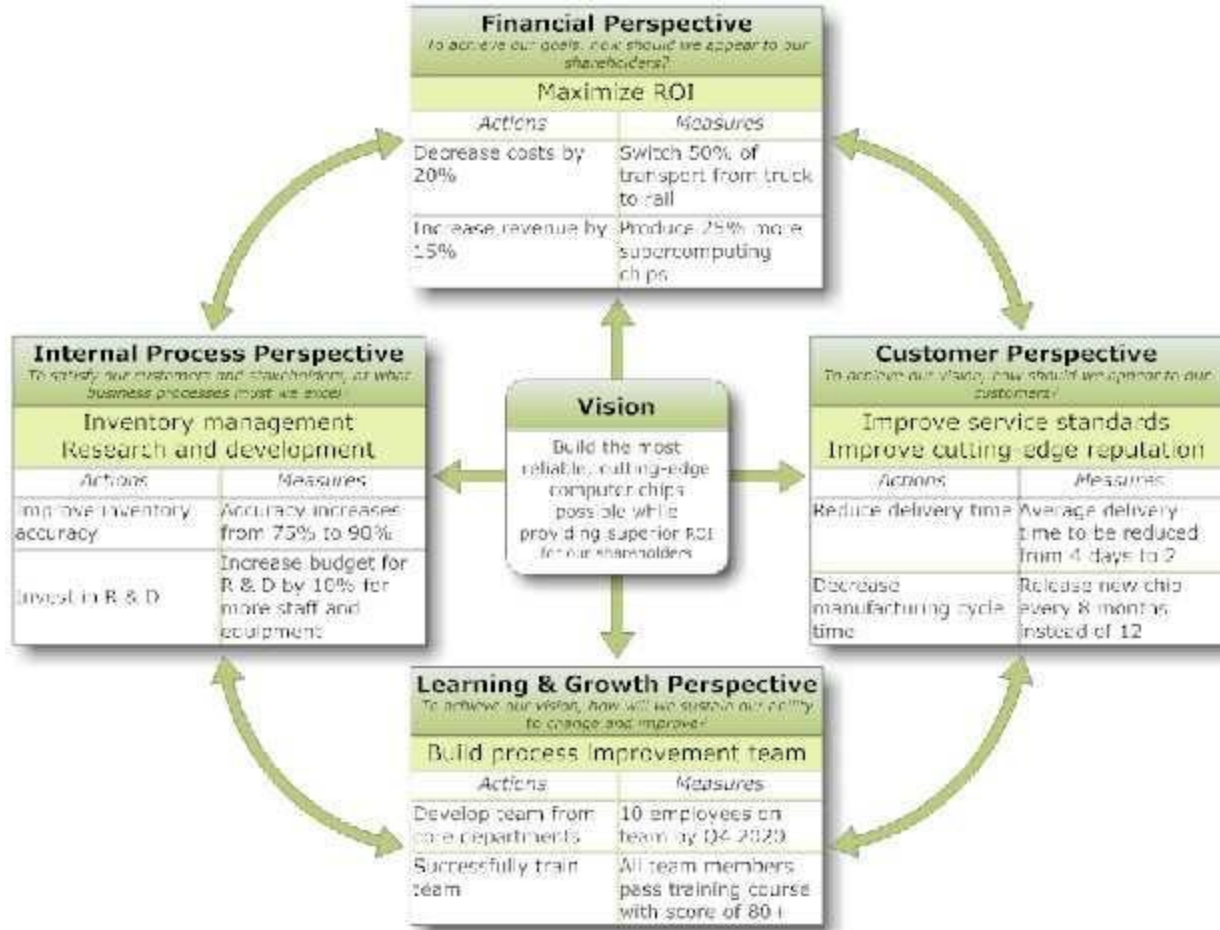 Financial Perspective
To achieve our goals, how should we appear to our
shareholders?
Maximize ROI
Actions
Measures
Decrease costs by
20%
Switch 50% of
transport from truck
to rail
Increase revenue by
15%
Produce 25% more
supercomputing
chips
Internal Process Perspective
To satisfy our customers and stakeholders, at what
business processes must we excel
Inventory management
Research and development
Actions
Measures
Improve inventory
accuracy
Accuracy increases
from 75% to 90%
Invest in R & D
Increase budget for
R & D by 10% for
more staff and
equipment
Vision
Build the most
reliable, cutting-edge
computer chips
possible while
providing superior ROI
for our shareholders
Customer Perspective
To achieve our vision, how should we appear to our
customers?
Improve service standards
Improve cutting-edge reputation
Actions
Measures
Reduce delivery time
Average delivery
time to be reduced
from 4 days to 2
Decrease
manufacturing cycle
time
Release new chip
every 8 months
instead of 12
Learning & Growth Perspective
To achieve our vision, how will we sustain our ability
to change and improve?
Build process improvement team
Actions
Measures
Develop team from
core departments
10 employees on
team by Q4 2020
Successfully train
team
All team members
pass training course
with score of 80+